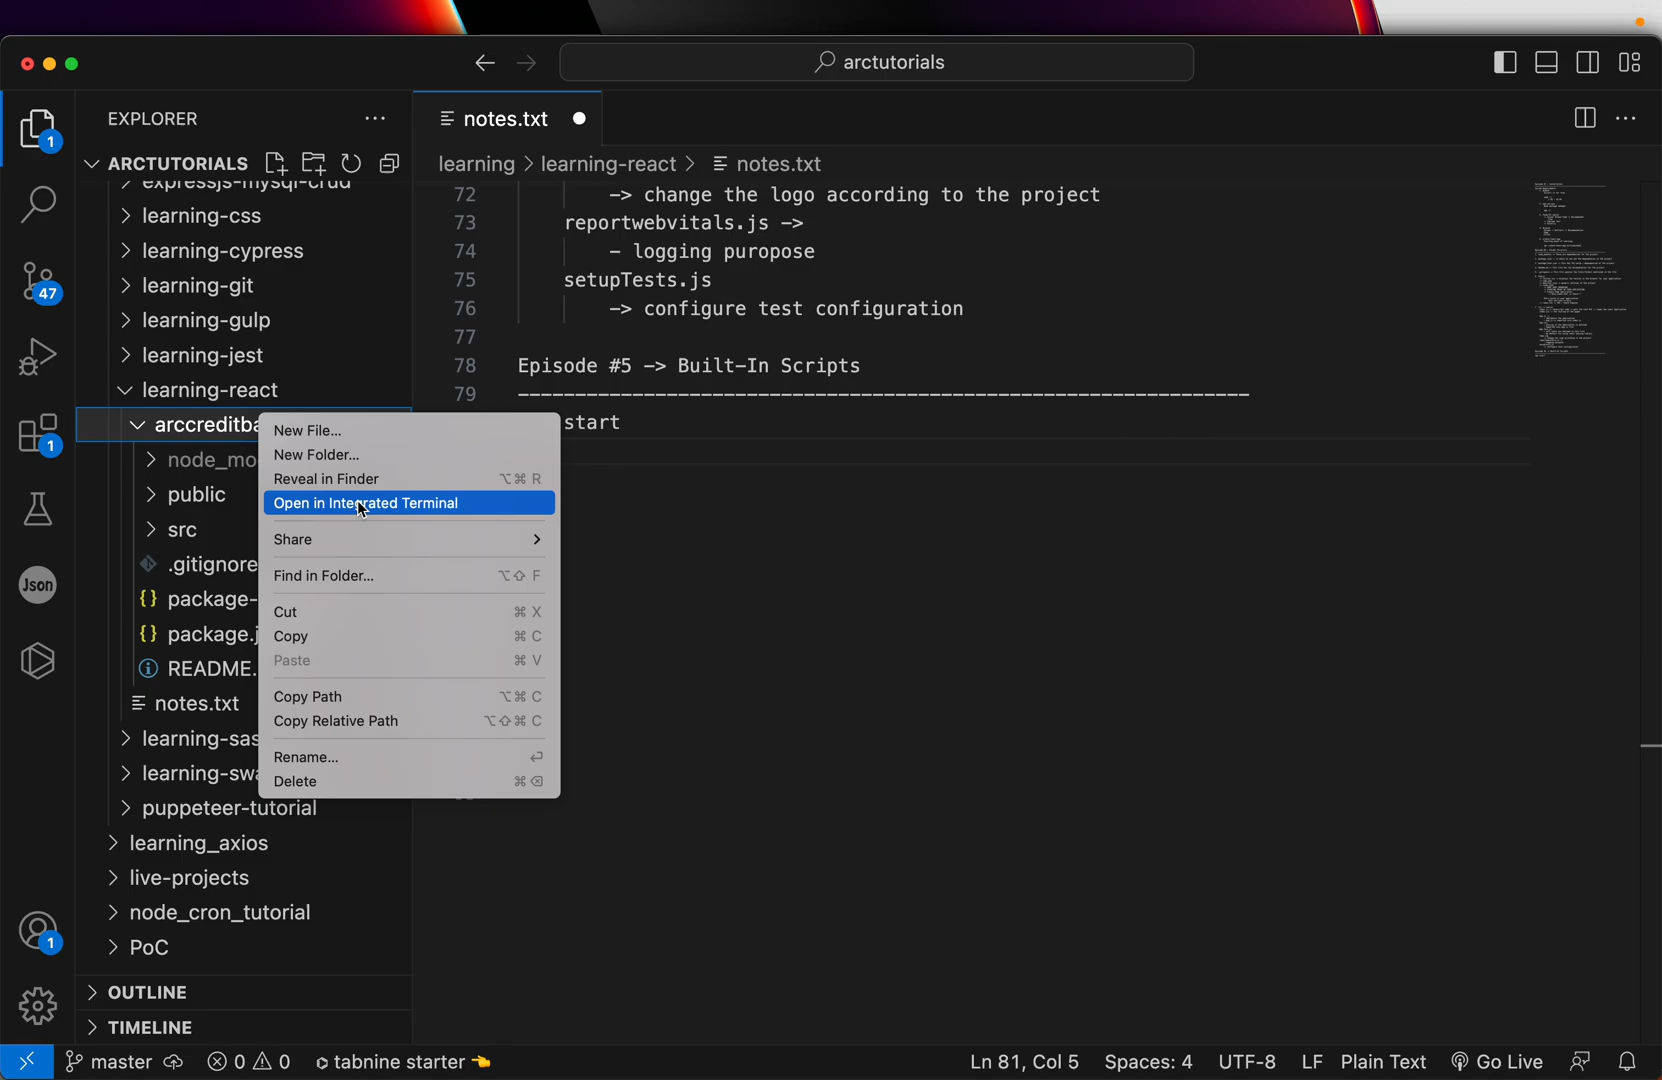 arctutorials
EXPLORER
notes.txt
1
ARCTUTORIALS
learning > learning-react > notes.txt
expressjs-mysql-crud
learning-css
learning-cypress
learning-git
learning-gulp
learning-jest
learning-react
arccreditba
node_mo
public
src
.gitignore
package-
package.j
README.
notes.txt
learning-sas
learning-swa
puppeteer-tutorial
learning_axios
live-projects
node_cron_tutorial
PoC
OUTLINE
TIMELINE
47
1
Json
1
72 -> change the logo according to the project
73 reportwebvitals.js ->
74 - logging puropose
75 setupTests.js
76 -> configure test configuration
77
78 Episode #5 -> Built-In Scripts
79 --------------------------------------------------------------------
start
New File...
New Folder...
Reveal in Finder ⌥⌘ R
Open in Integrated Terminal
Share
Find in Folder... ⌥⇧ F
Cut ⌘ X
Copy ⌘ C
Paste ⌘ V
Copy Path ⌥⌘ C
Copy Relative Path ⌥⇧⌘ C
Rename... ⏎
Delete ⌘⌫
master 0 0 tabnine starter 👈 Ln 81, Col 5 Spaces: 4 UTF-8 LF Plain Text Go Live